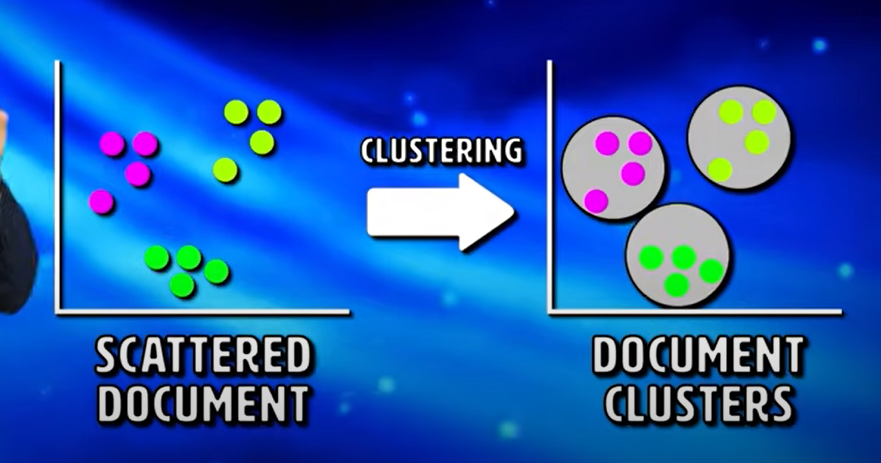 CLUSTERING
SCATTERED
DOCUMENT
DOCUMENT
CLUSTERS